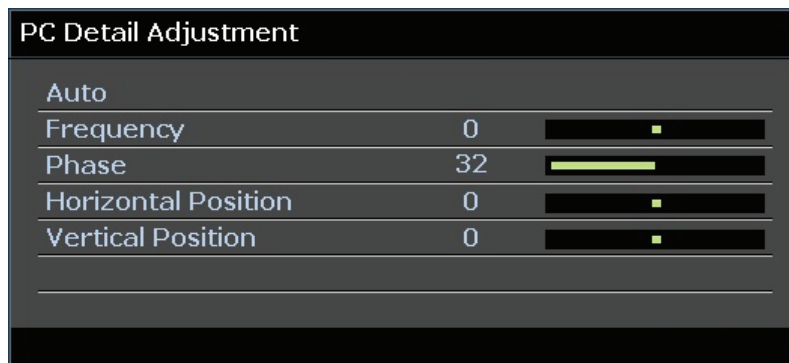 PC Detail Adjustment
Auto
Frequency 0
Phase 32
Horizontal Position 0
Vertical Position 0